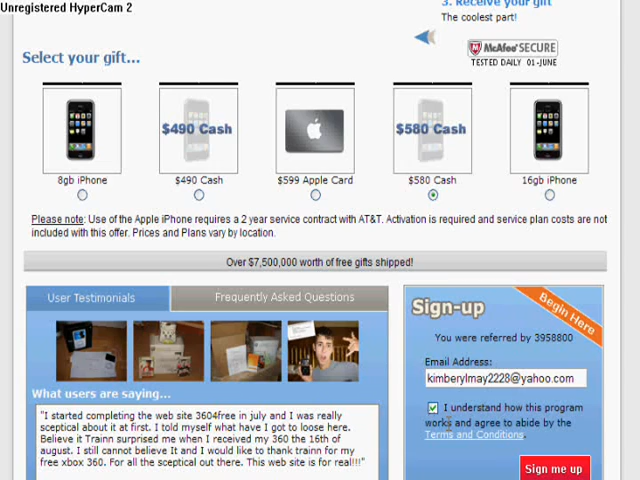 Unregistered HyperCam 2
3. Receive your gift
The coolest part!
McAfee SECURE
TESTED DAILY 01-JUNE
Select your gift...
$490 Cash
$580 Cash
8gb iPhone
$490 Cash
$599 Apple Card
$580 Cash
16gb iPhone
Please note: Use of the Apple iPhone requires a 2 year service contract with AT&T. Activation is required and service plan costs are not
included with this offer. Prices and Plans vary by location.
Over $7,500,000 worth of free gifts shipped!
User Testimonials
Frequently Asked Questions
What users are saying...
"I started completing the web site 3604free in july and I was really
sceptical about it at first. I told myself what have I got to loose here.
Believe it Trainn surprised me when I received my 360 the 16th of
august. I still cannot believe It and I would like to thank trainn for my
free xbox 360. For all the sceptical out there. This web site is for real!!!"
Sign-up
Begin Here
You were referred by 3958800
Email Address:
kimberylmay2228@yahoo.com
I understand how this program
works and agree to abide by the
Terms and Conditions.
Sign me up